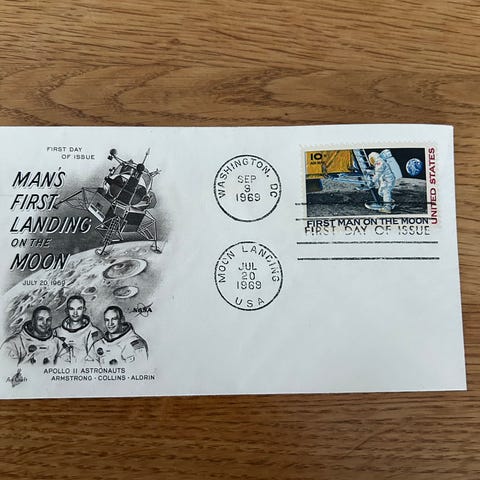 FIRST DAY
OF ISSUE
MAN'S
FIRST
LANDING
ON THE
MOON
JULY 20, 1969
NASA
APOLLO 11 ASTRONAUTS
ARMSTRONG · COLLINS · ALDRIN
ArtCraft
WASHINGTON, DC
SEP
9
1969
MOON LANDING
JUL
20
1969
USA
10¢
AIR MAIL
UNITED STATES
FIRST MAN ON THE MOON
FIRST DAY OF ISSUE